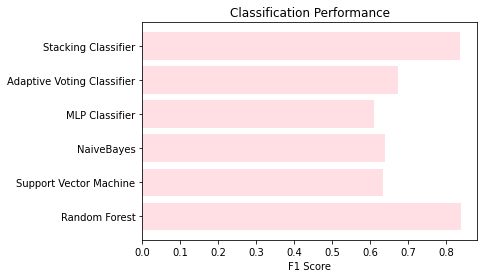 Classification Performance
Stacking Classifier
Adaptive Voting Classifier
MLP Classifier
NaiveBayes
Support Vector Machine
Random Forest
0.0 0.1 0.2 0.3 0.4 0.5 0.6 0.7 0.8
F1 Score